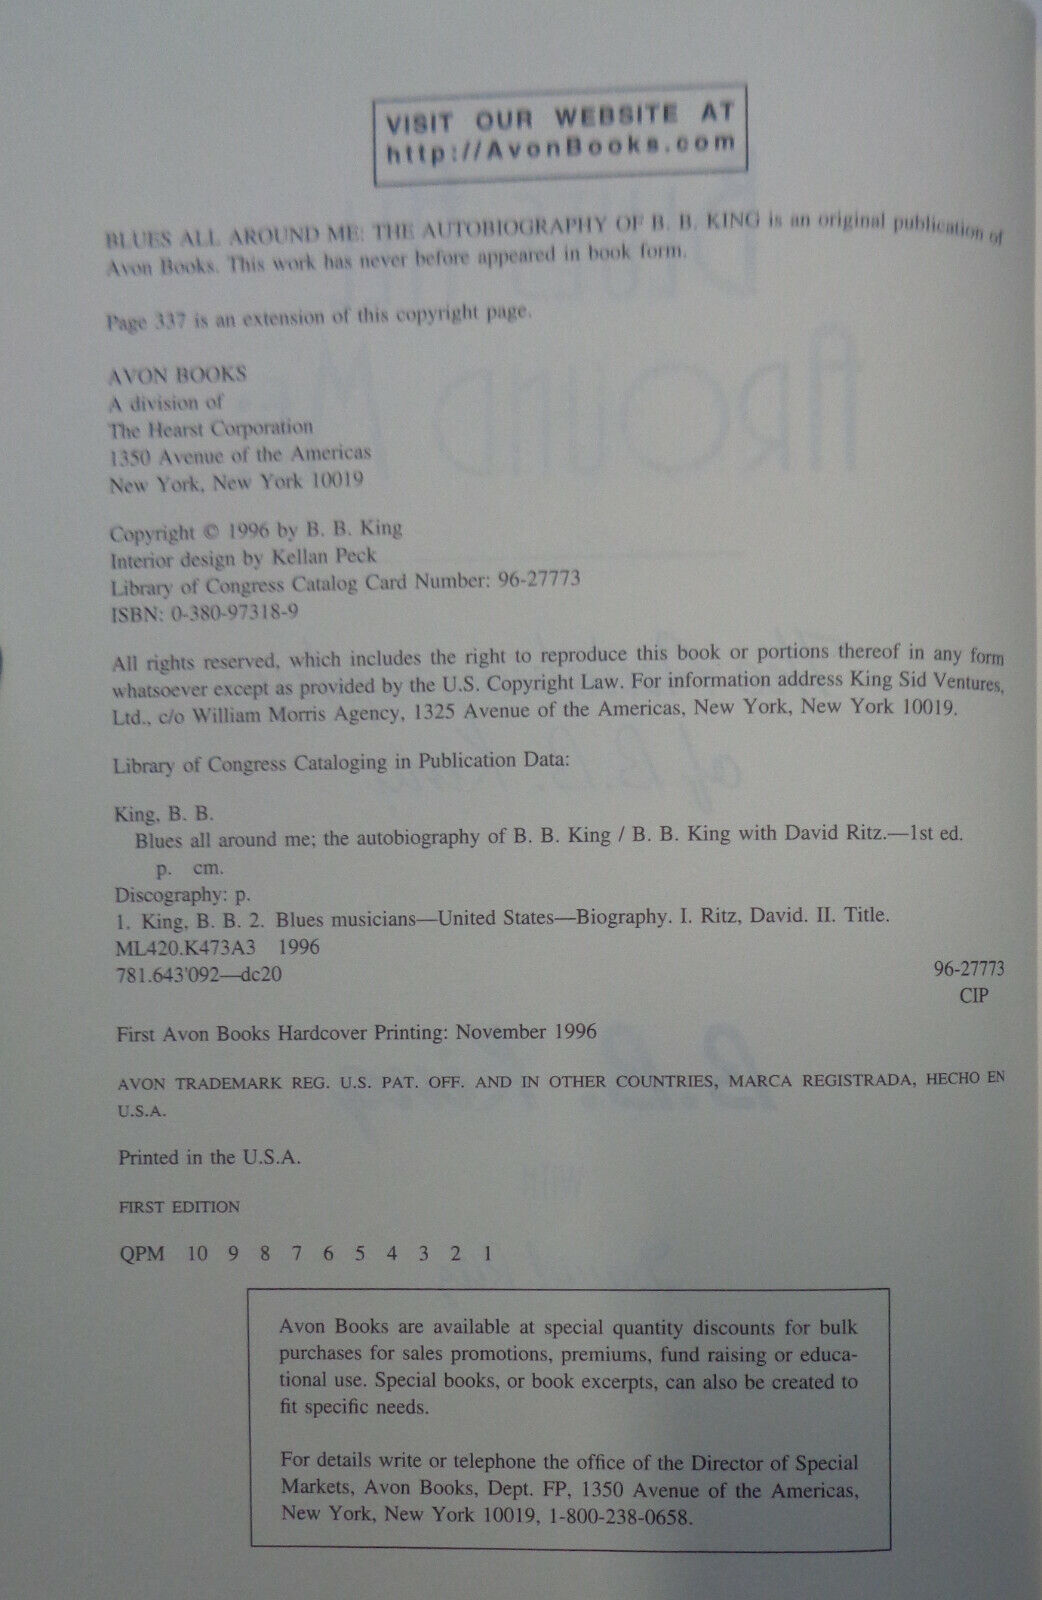 VISIT OUR WEBSITE AT
http://AvonBooks.com
BLUES ALL AROUND ME: THE AUTOBIOGRAPHY OF B. B. KING is an original publication of
Avon Books. This work has never before appeared in book form.
Page 337 is an extension of this copyright page.
AVON BOOKS
A division of
The Hearst Corporation
1350 Avenue of the Americas
New York, New York 10019
Copyright © 1996 by B. B. King
Interior design by Kellan Peck
Library of Congress Catalog Card Number: 96-27773
ISBN: 0-380-97318-9
All rights reserved, which includes the right to reproduce this book or portions thereof in any form
whatsoever except as provided by the U.S. Copyright Law. For information address King Sid Ventures,
Ltd., c/o William Morris Agency, 1325 Avenue of the Americas, New York, New York 10019.
Library of Congress Cataloging in Publication Data:
King, B. B.
Blues all around me; the autobiography of B. B. King / B. B. King with David Ritz.—1st ed.
p. cm.
Discography: p.
1. King, B. B. 2. Blues musicians—United States—Biography. I. Ritz, David. II. Title.
ML420.K473A3 1996
781.643'092—dc20
96-27773
CIP
First Avon Books Hardcover Printing: November 1996
AVON TRADEMARK REG. U.S. PAT. OFF. AND IN OTHER COUNTRIES, MARCA REGISTRADA, HECHO EN
U.S.A.
Printed in the U.S.A.
FIRST EDITION
QPM 10 9 8 7 6 5 4 3 2 1
Avon Books are available at special quantity discounts for bulk
purchases for sales promotions, premiums, fund raising or educa-
tional use. Special books, or book excerpts, can also be created to
fit specific needs.
For details write or telephone the office of the Director of Special
Markets, Avon Books, Dept. FP, 1350 Avenue of the Americas,
New York, New York 10019, 1-800-238-0658.